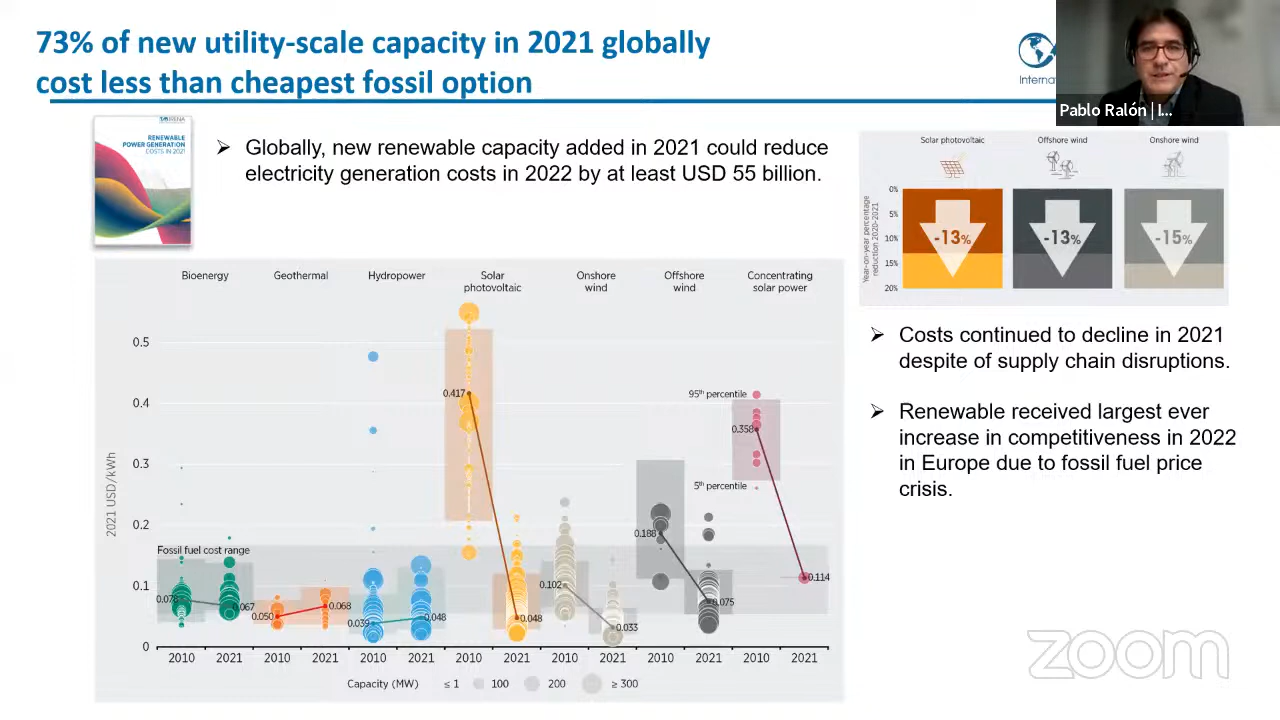 73% of new utility-scale capacity in 2021 globally
cost less than cheapest fossil option
Internat
Pablo Ralón | I...
IRENA
RENEWABLE
POWER GENERATION
COSTS IN 2021
➢ Globally, new renewable capacity added in 2021 could reduce
electricity generation costs in 2022 by at least USD 55 billion.
Solar photovoltaic
Offshore wind
Onshore wind
Year-on-year percentage
reduction 2020-2021
0%
5%
10%
15%
20%
-13%
-13%
-15%
➢ Costs continued to decline in 2021
despite of supply chain disruptions.
➢ Renewable received largest ever
increase in competitiveness in 2022
in Europe due to fossil fuel price
crisis.
Bioenergy
Geothermal
Hydropower
Solar
photovoltaic
Onshore
wind
Offshore
wind
Concentrating
solar power
2021 USD/kWh
0.5
0.4
0.3
0.2
0.1
0
Fossil fuel cost range
95th percentile
5th percentile
0.078
0.067
0.050
0.068
0.039
0.048
0.417
0.048
0.102
0.033
0.188
0.075
0.358
0.114
2010 2021 2010 2021 2010 2021 2010 2021 2010 2021 2010 2021 2010 2021
Capacity (MW) ≤ 1 100 200 ≥ 300
zoom